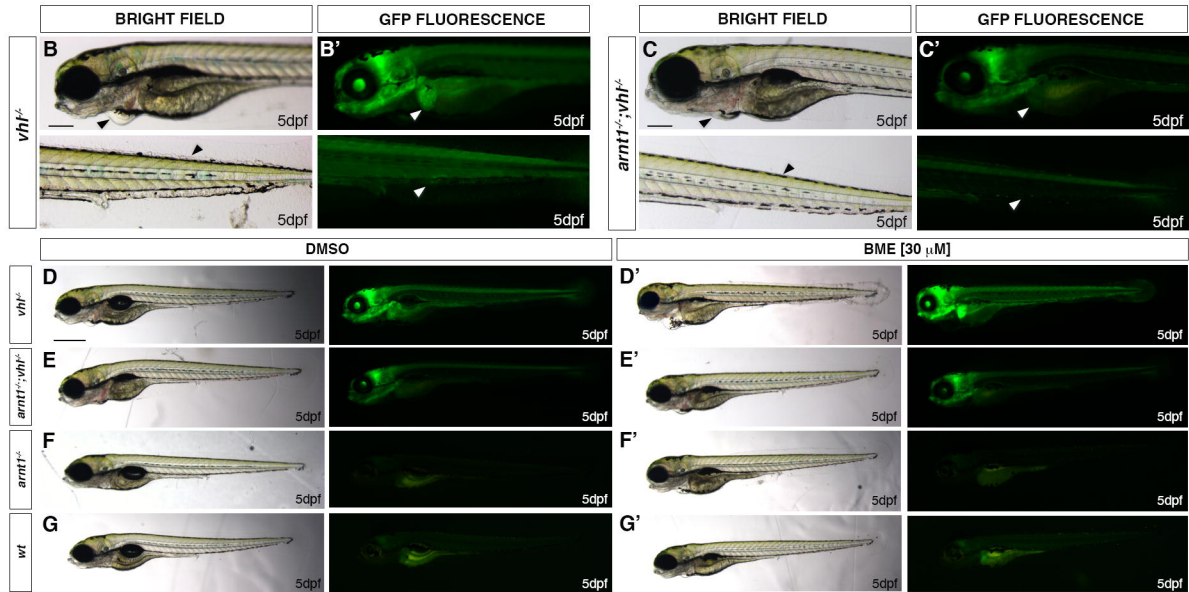 BRIGHT FIELD GFP FLUORESCENCE BRIGHT FIELD GFP FLUORESCENCE
vhl-/- B 5dpf B’ 5dpf arnt1-/-;vhl-/- C 5dpf C’ 5dpf
5dpf 5dpf 5dpf 5dpf
DMSO BME [30 µM]
vhl-/- D 5dpf 5dpf D’ 5dpf 5dpf
arnt1-/-;vhl-/- E 5dpf 5dpf E’ 5dpf 5dpf
arnt1-/- F 5dpf 5dpf F’ 5dpf 5dpf
wt G 5dpf 5dpf G’ 5dpf 5dpf